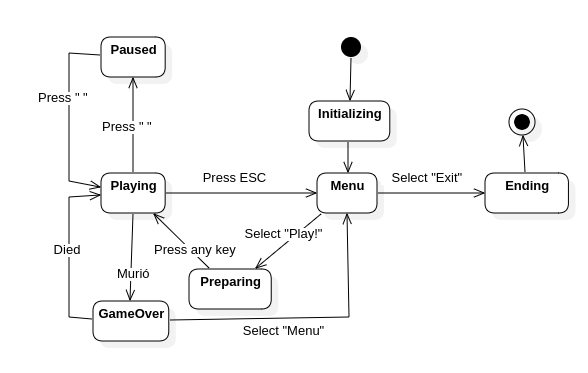 Paused
Press " "
Press " "
Initializing
Playing
Press ESC
Menu
Select "Exit"
Ending
Select "Play!"
Press any key
Died
Murió
Preparing
GameOver
Select "Menu"